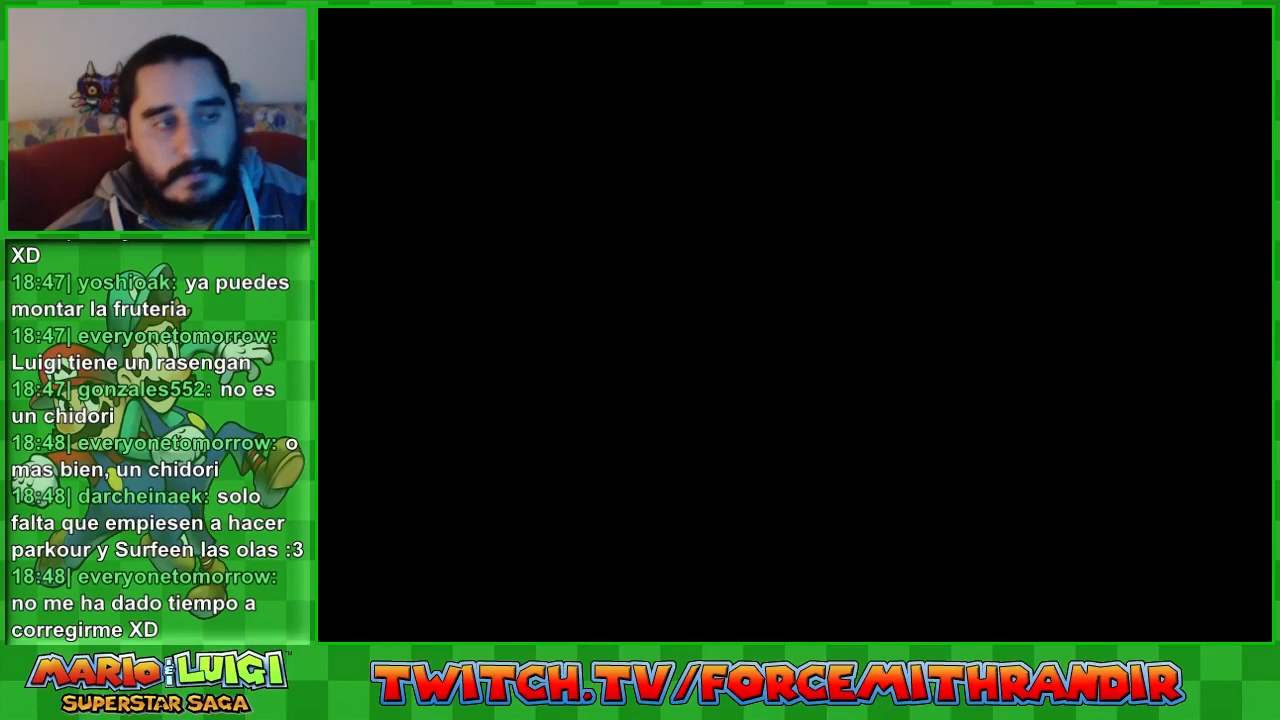 XD
18:47| yoshioak: ya puedes
montar la fruteria
18:47| everyonetomorrow:
Luigi tiene un rasengan
18:47| gonzales552: no es
un chidori
18:48| everyonetomorrow: o
mas bien, un chidori
18:48| darcheinaek: solo
falta que empiesen a hacer
parkour y Surfeen las olas :3
18:48| everyonetomorrow:
no me ha dado tiempo a
corregirme XD
MARIO & LUIGI™
SUPERSTAR SAGA
TWITCH.TV/FORCEMITHRANDIR